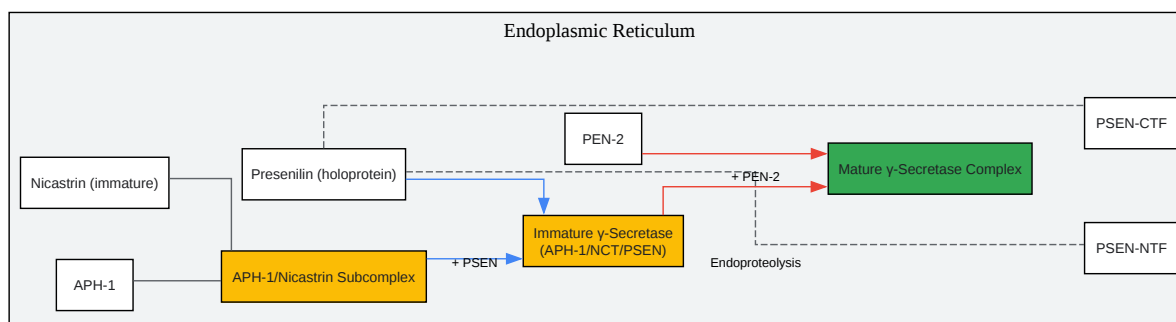 Endoplasmic Reticulum
PSEN-CTF
PEN-2
Nicastrin (immature)
Presenilin (holoprotein)
Mature γ-Secretase Complex
+ PEN-2
Immature γ-Secretase
(APH-1/NCT/PSEN)
PSEN-NTF
+ PSEN
Endoproteolysis
APH-1/Nicastrin Subcomplex
APH-1